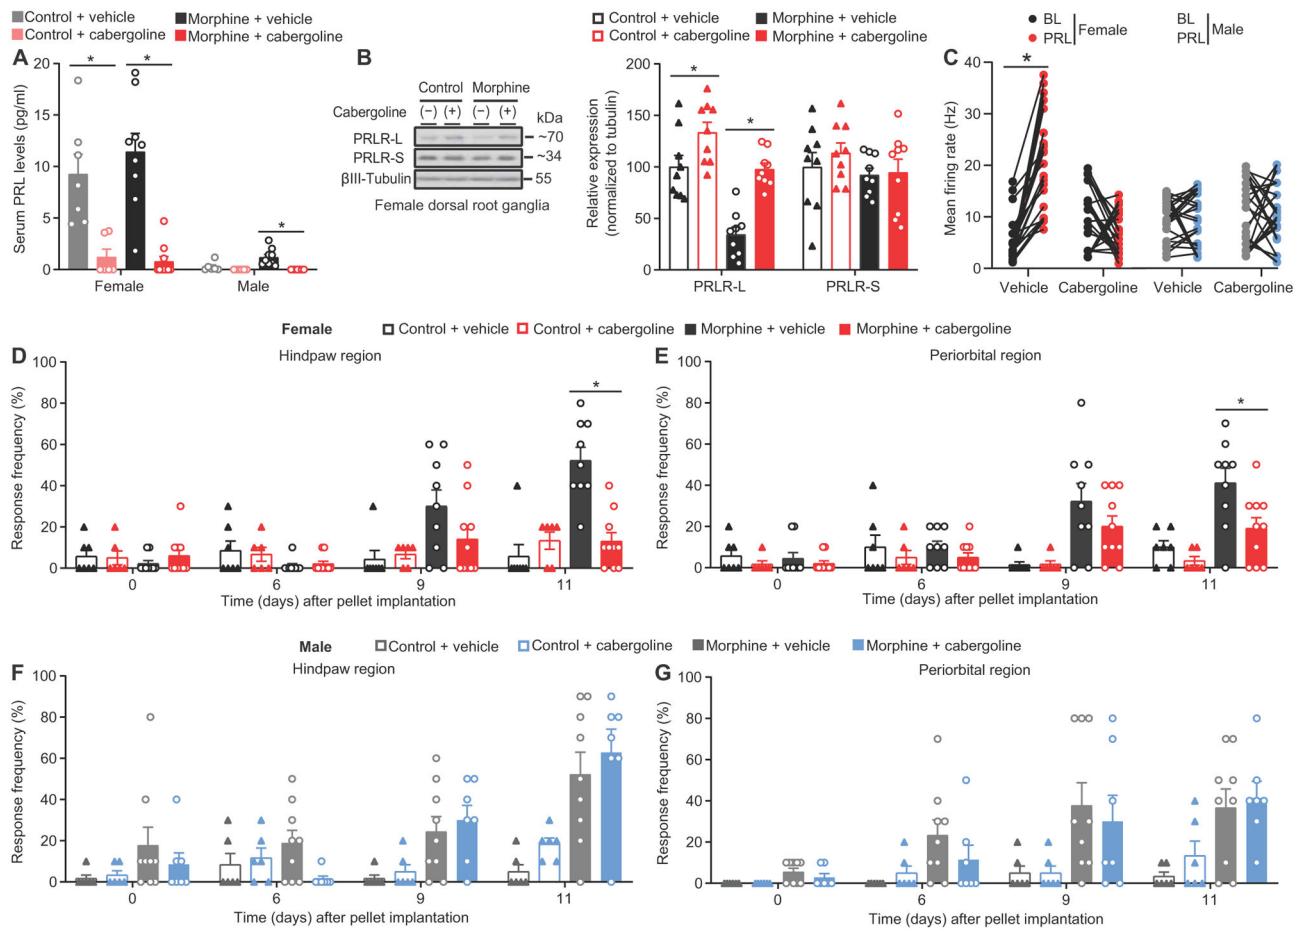 Control + vehicle Morphine + vehicle
Control + cabergoline Morphine + cabergoline
A
Serum PRL levels (pg/ml)
20
15
10
5
0
* *
*
Female Male
B
Control Morphine
Cabergoline (−) (+) (−) (+) kDa
PRLR-L ~70
PRLR-S ~34
βIII-Tubulin 55
Female dorsal root ganglia
Control + vehicle Morphine + vehicle
Control + cabergoline Morphine + cabergoline
Relative expression
(normalized to tubulin)
200
150
100
50
0
*
*
PRLR-L PRLR-S
BL BL
PRL Female PRL Male
C
Mean firing rate (Hz)
40
30
20
10
0
*
Vehicle Cabergoline Vehicle Cabergoline
Female Control + vehicle Control + cabergoline Morphine + vehicle Morphine + cabergoline
D
Hindpaw region
Response frequency (%)
100
80
60
40
20
0
*
0 6 9 11
Time (days) after pellet implantation
E
Periorbital region
Response frequency (%)
100
80
60
40
20
0
*
0 6 9 11
Time (days) after pellet implantation
Male Control + vehicle Control + cabergoline Morphine + vehicle Morphine + cabergoline
F
Hindpaw region
Response frequency (%)
100
80
60
40
20
0
0 6 9 11
Time (days) after pellet implantation
G
Periorbital region
Response frequency (%)
100
80
60
40
20
0
0 6 9 11
Time (days) after pellet implantation